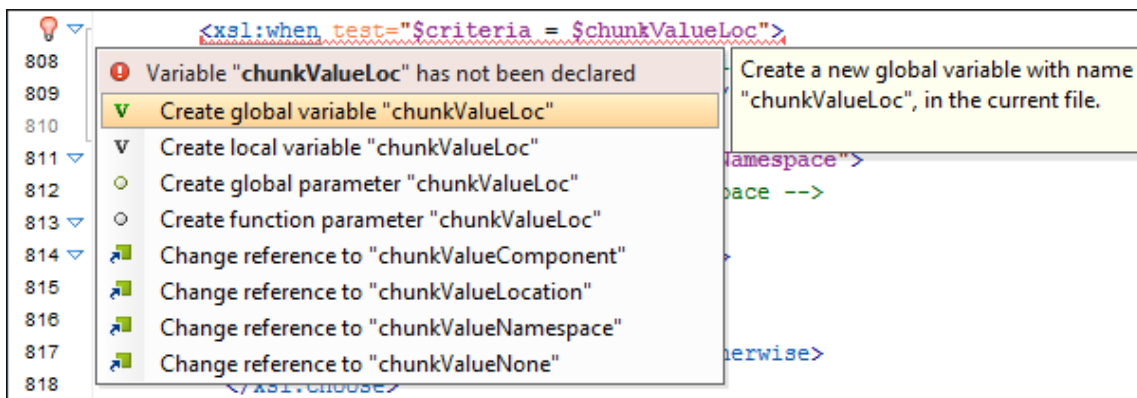 <xsl:when test="$criteria = $chunkValueLoc">
808
Variable "chunkValueLoc" has not been declared
Create a new global variable with name
"chunkValueLoc", in the current file.
809
Create global variable "chunkValueLoc"
810
Create local variable "chunkValueLoc"
811
Namespace">
812
Create global parameter "chunkValueLoc"
pace -->
813
Create function parameter "chunkValueLoc"
814
Change reference to "chunkValueComponent"
>
815
Change reference to "chunkValueLocation"
816
Change reference to "chunkValueNamespace"
817
Change reference to "chunkValueNone"
herwise>
818
</xsl:choose>